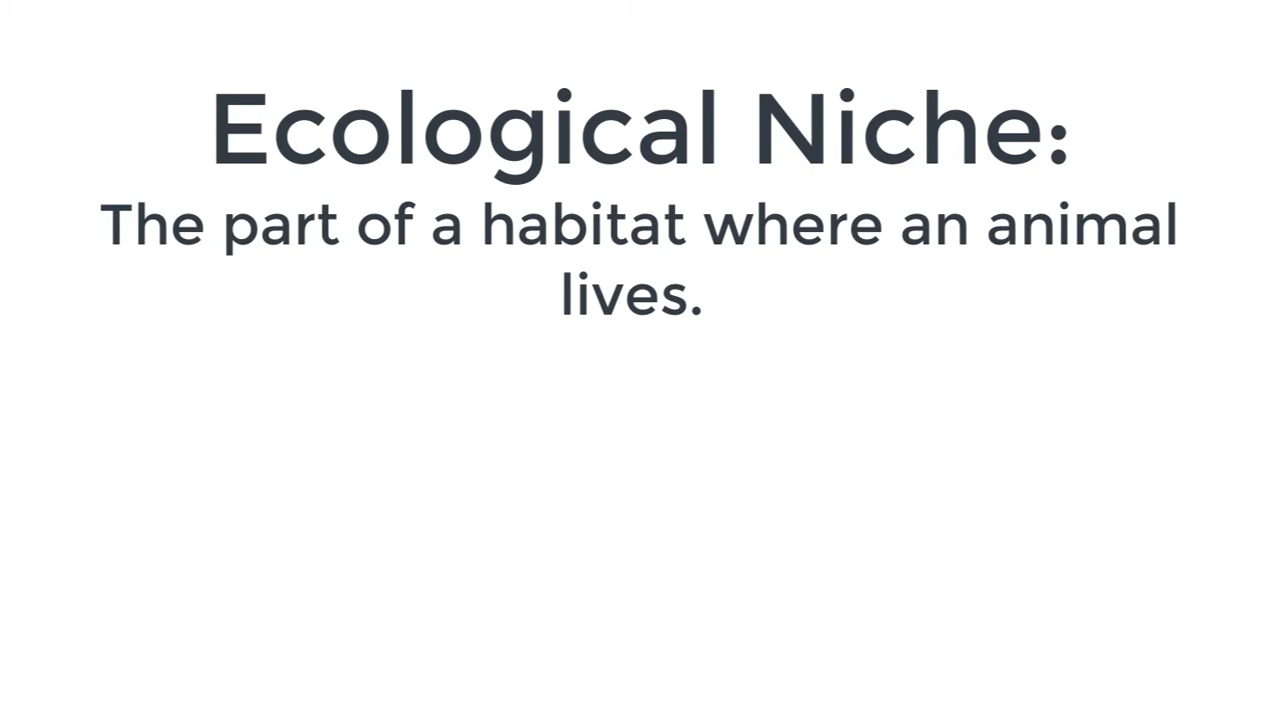 Ecological Niche:
The part of a habitat where an animal
lives.